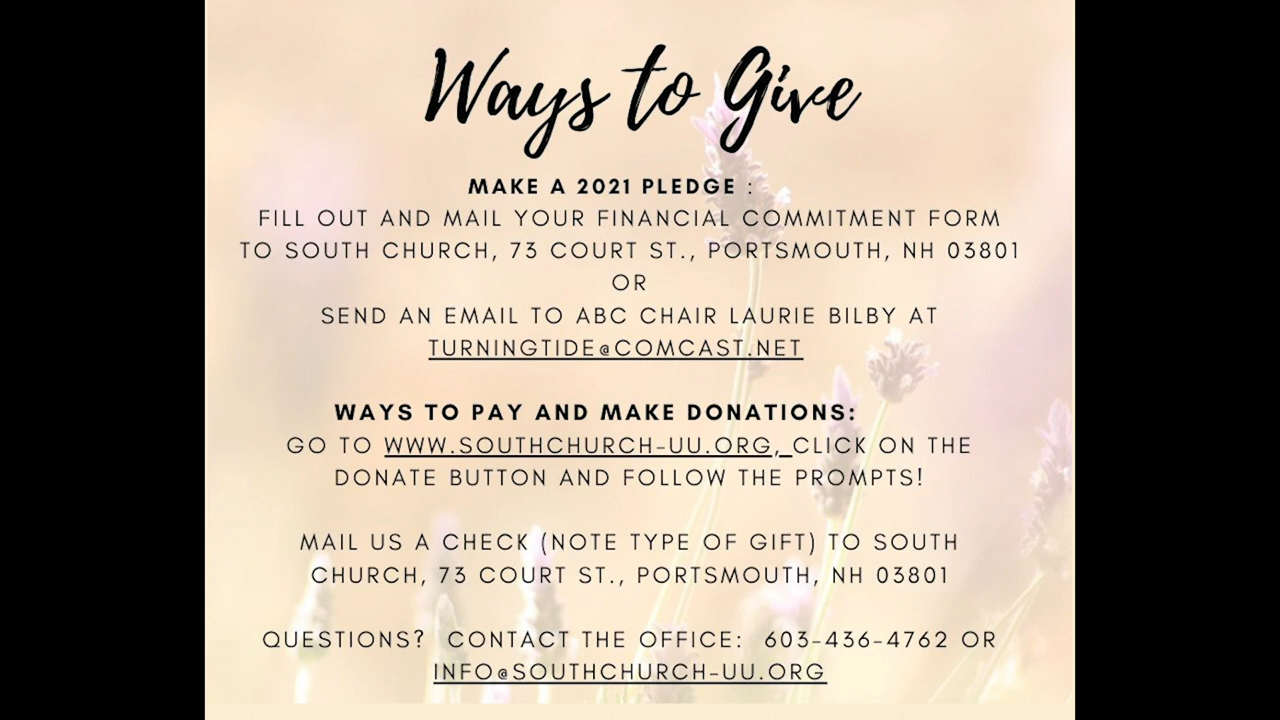 Ways to Give
MAKE A 2021 PLEDGE :
FILL OUT AND MAIL YOUR FINANCIAL COMMITMENT FORM
TO SOUTH CHURCH, 73 COURT ST., PORTSMOUTH, NH 03801
OR
SEND AN EMAIL TO ABC CHAIR LAURIE BILBY AT
TURNINGTIDE@COMCAST.NET
WAYS TO PAY AND MAKE DONATIONS:
GO TO WWW.SOUTHCHURCH-UU.ORG, CLICK ON THE
DONATE BUTTON AND FOLLOW THE PROMPTS!
MAIL US A CHECK (NOTE TYPE OF GIFT) TO SOUTH
CHURCH, 73 COURT ST., PORTSMOUTH, NH 03801
QUESTIONS? CONTACT THE OFFICE: 603-436-4762 OR
INFO@SOUTHCHURCH-UU.ORG